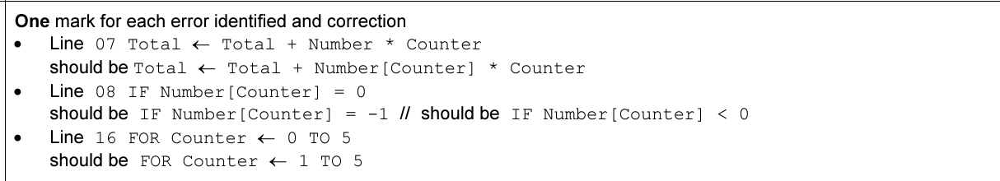 One mark for each error identified and correction
• Line 07 Total ← Total + Number * Counter
should be Total ← Total + Number[Counter] * Counter
• Line 08 IF Number[Counter] = 0
should be IF Number[Counter] = -1 // should be IF Number[Counter] < 0
• Line 16 FOR Counter ← 0 TO 5
should be FOR Counter ← 1 TO 5